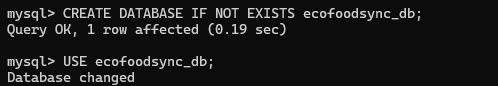 mysql> CREATE DATABASE IF NOT EXISTS ecofoodsync_db;
Query OK, 1 row affected (0.19 sec)
mysql> USE ecofoodsync_db;
Database changed